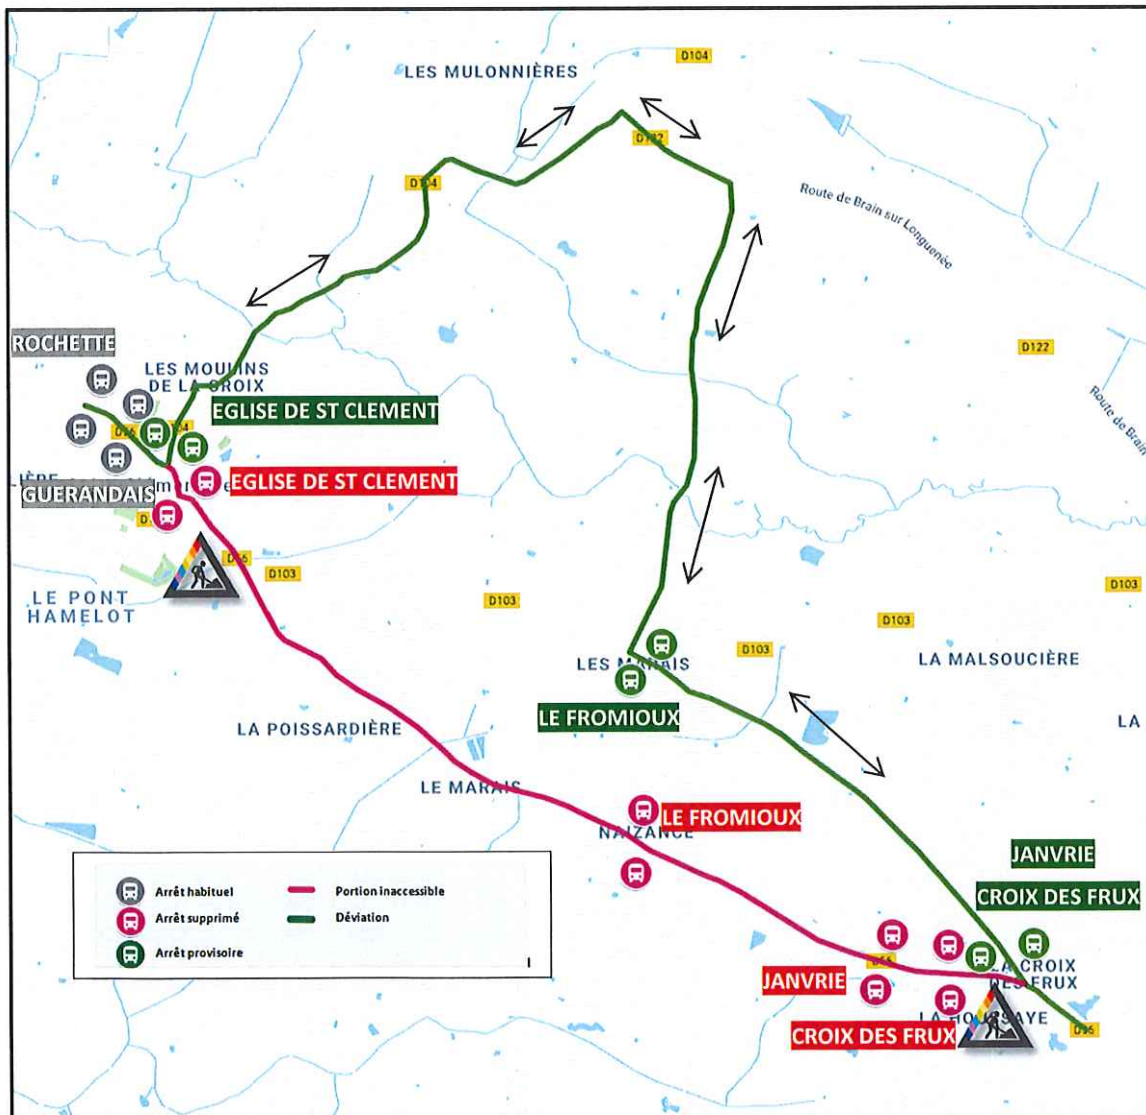 D104
LES MULONNIÈRES
D122
D104
Route de Brain sur Longuenée
ROCHETTE
D122
LES MOULINS
DE LA CROIX
Route de Brain
EGLISE DE ST CLEMENT
EGLISE DE ST CLEMENT
GUERANDAIS
D103
D103
D103
D103
LE PONT
HAMELOT
D103
LES MARAIS
LA MALSOUCIÈRE
LE FROMIOUX
LA POISSARDIÈRE
LA
LE MARAIS
LE FROMIOUX
NAIZANCE
JANVRIE
CROIX DES FRUX
Arrêt habituel
Portion inaccessible
Arrêt supprimé
Déviation
Arrêt provisoire
LA CROIX
DES FRUX
JANVRIE
LA HOUSSAYE
CROIX DES FRUX